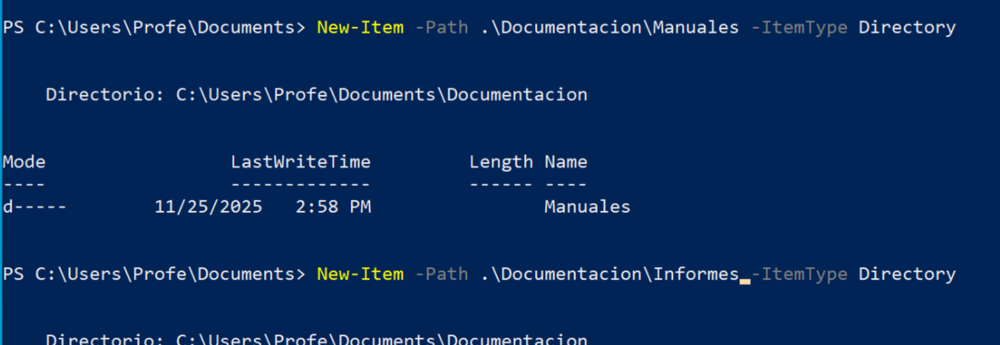 PS C:\Users\Profe\Documents> New-Item -Path .\Documentacion\Manuales -ItemType Directory
Directorio: C:\Users\Profe\Documents\Documentacion
Mode LastWriteTime Length Name
---- ------------- ------ ----
d----- 11/25/2025 2:58 PM Manuales
PS C:\Users\Profe\Documents> New-Item -Path .\Documentacion\Informes -ItemType Directory
Directorio: C:\Users\Profe\Documents\Documentacion